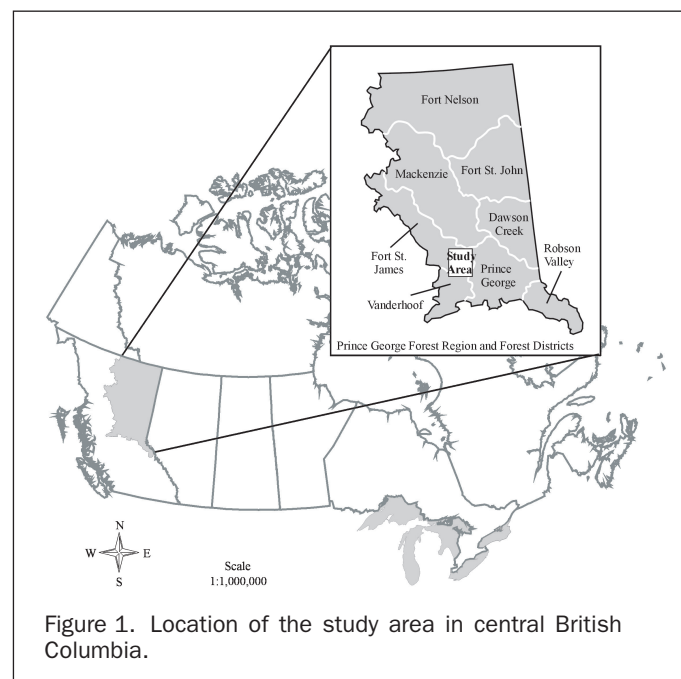 Fort Nelson
Mackenzie
Fort St. John
Dawson
Creek
Fort St.
James
Study
Area
Prince
George
Robson
Valley
Vanderhoof
Prince George Forest Region and Forest Districts
N
W
E
S
Scale
1:1,000,000
Figure 1. Location of the study area in central British
Columbia.